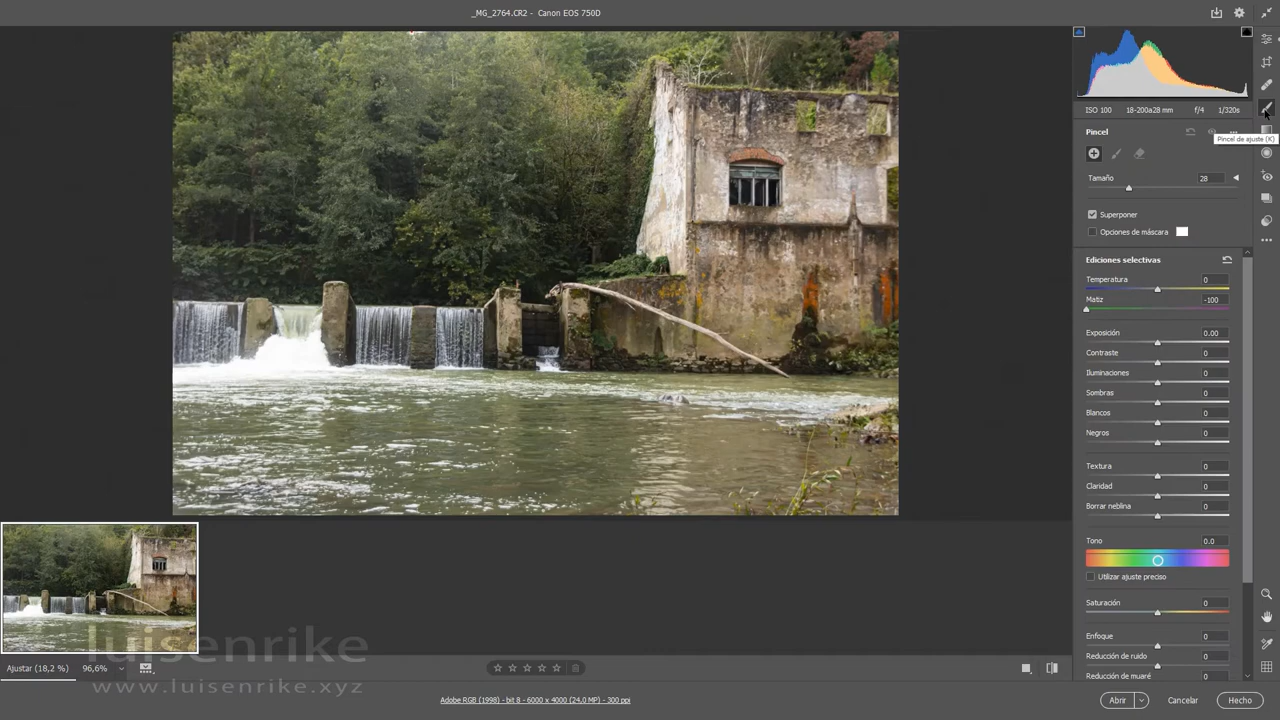 _MG_2764.CR2 - Canon EOS 750D
ISO 100 18-200a28 mm f/4 1/320s
Pincel
Pincel de ajuste (K)
Tamaño 28
Superponer
Opciones de máscara
Ediciones selectivas
Temperatura 0
Matiz -100
Exposición 0.00
Contraste 0
Iluminaciones 0
Sombras 0
Blancos 0
Negros 0
Textura 0
Claridad 0
Borrar neblina 0
Tono 0.0
Utilizar ajuste preciso
Saturación 0
Enfoque 0
Reducción de ruido 0
Reducción de muaré 0
luisenrike
Ajustar (18,2 %) 96,6%
www.luisenrike.xyz
Adobe RGB (1998) - bit 8 - 6000 x 4000 (24,0 MP) - 300 ppi
Abrir Cancelar Hecho